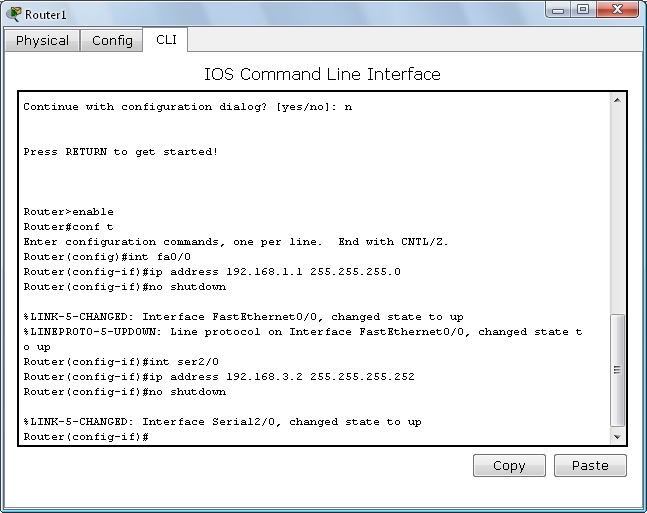 Router1
Physical Config CLI
IOS Command Line Interface
Continue with configuration dialog? [yes/no]: n
Press RETURN to get started!
Router>enable
Router#conf t
Enter configuration commands, one per line.  End with CNTL/Z.
Router(config)#int fa0/0
Router(config-if)#ip address 192.168.1.1 255.255.255.0
Router(config-if)#no shutdown
%LINK-5-CHANGED: Interface FastEthernet0/0, changed state to up
%LINEPROTO-5-UPDOWN: Line protocol on Interface FastEthernet0/0, changed state t
o up
Router(config-if)#int ser2/0
Router(config-if)#ip address 192.168.3.2 255.255.255.252
Router(config-if)#no shutdown
%LINK-5-CHANGED: Interface Serial2/0, changed state to up
Router(config-if)#
Copy Paste